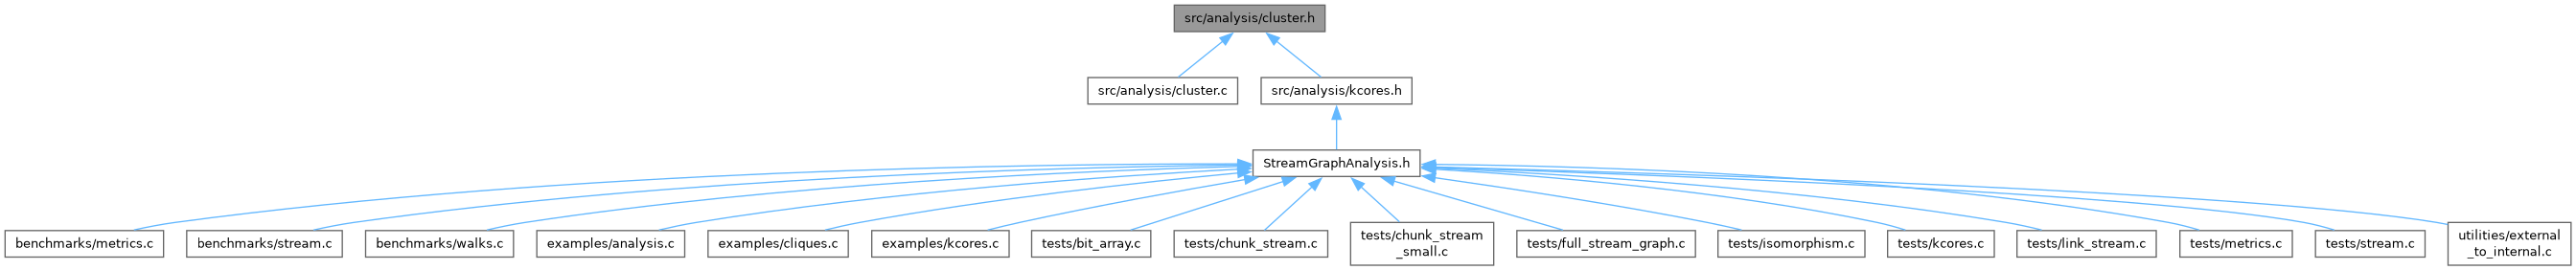 src/analysis/cluster.h
src/analysis/cluster.c
src/analysis/kcores.h
StreamGraphAnalysis.h
benchmarks/metrics.c
benchmarks/stream.c
benchmarks/walks.c
examples/analysis.c
examples/cliques.c
examples/kcores.c
tests/bit_array.c
tests/chunk_stream.c
tests/chunk_stream
_small.c
tests/full_stream_graph.c
tests/isomorphism.c
tests/kcores.c
tests/link_stream.c
tests/metrics.c
tests/stream.c
utilities/external
_to_internal.c